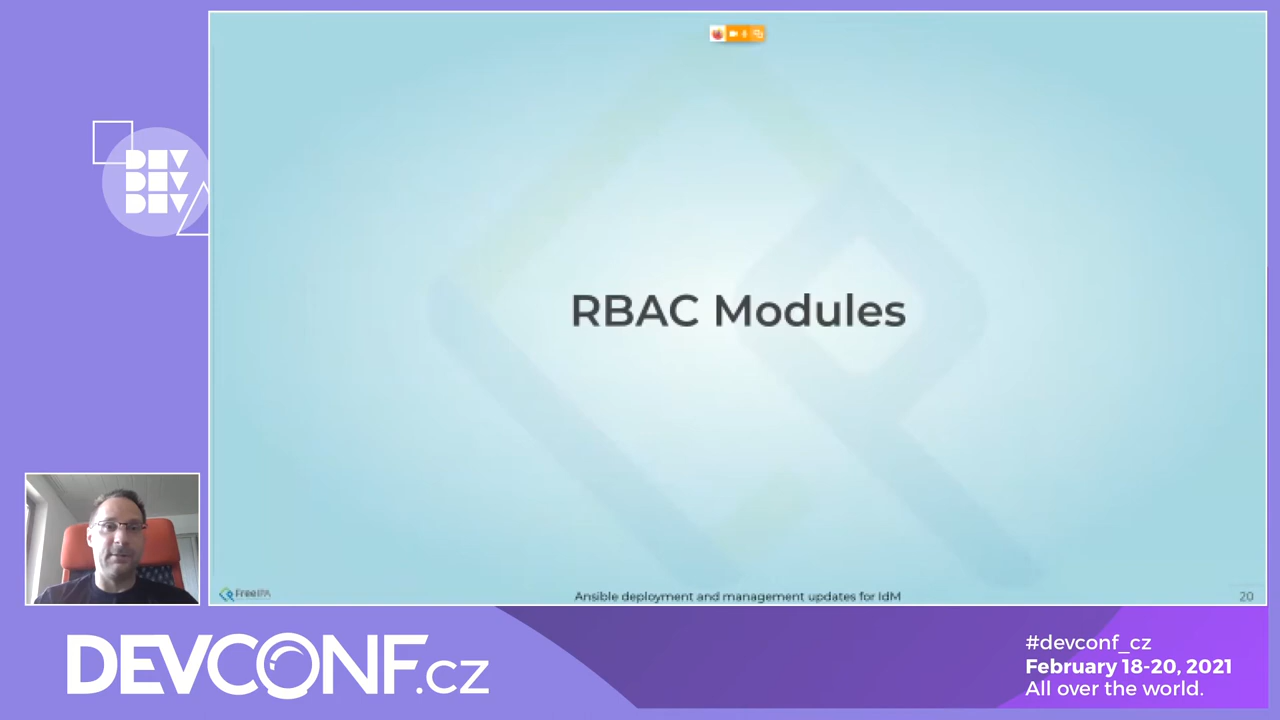 DEV
DEV
DEV
RBAC Modules
FreeIPA
Ansible deployment and management updates for IdM
20
DEVCONF.cz
#devconf_cz
February 18-20, 2021
All over the world.